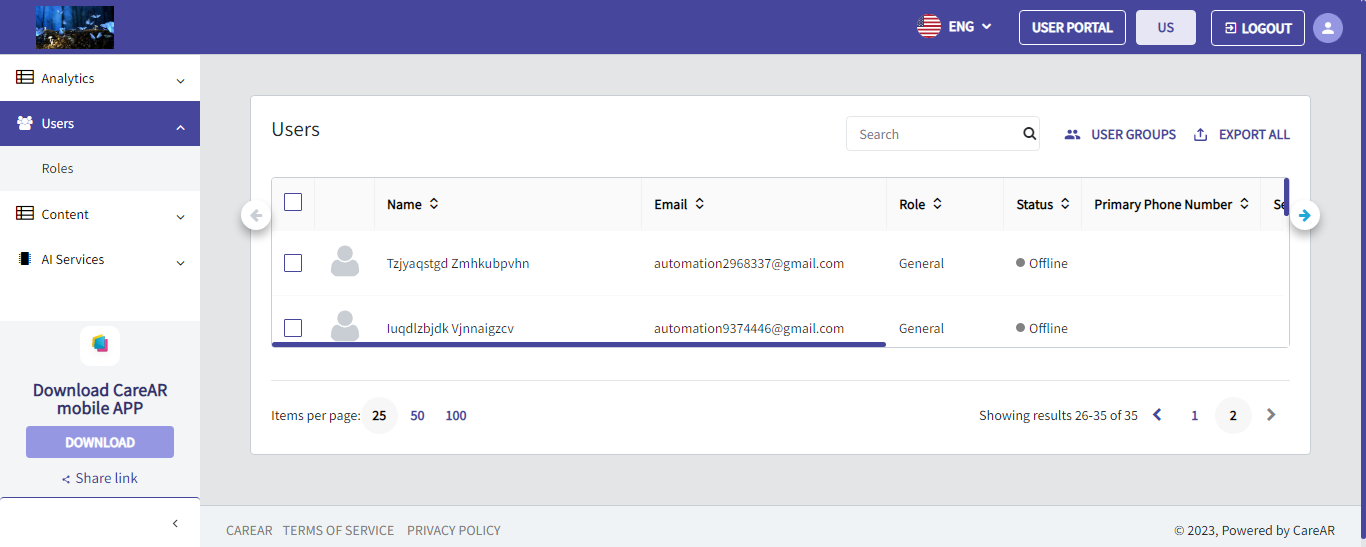 ENG
USER PORTAL
US
LOGOUT
Analytics
Users
Roles
Content
AI Services
Download CareAR
mobile APP
DOWNLOAD
Share link
Users
Search
USER GROUPS
EXPORT ALL
Name
Email
Role
Status
Primary Phone Number
Se
Tzjyaqstgd Zmhkubpvhn
automation2968337@gmail.com
General
Offline
Iuqdlzbjdk Vjnnaigzcv
automation9374446@gmail.com
General
Offline
Items per page: 25 50 100
Showing results 26-35 of 35
1
2
CAREAR TERMS OF SERVICE PRIVACY POLICY
© 2023, Powered by CareAR